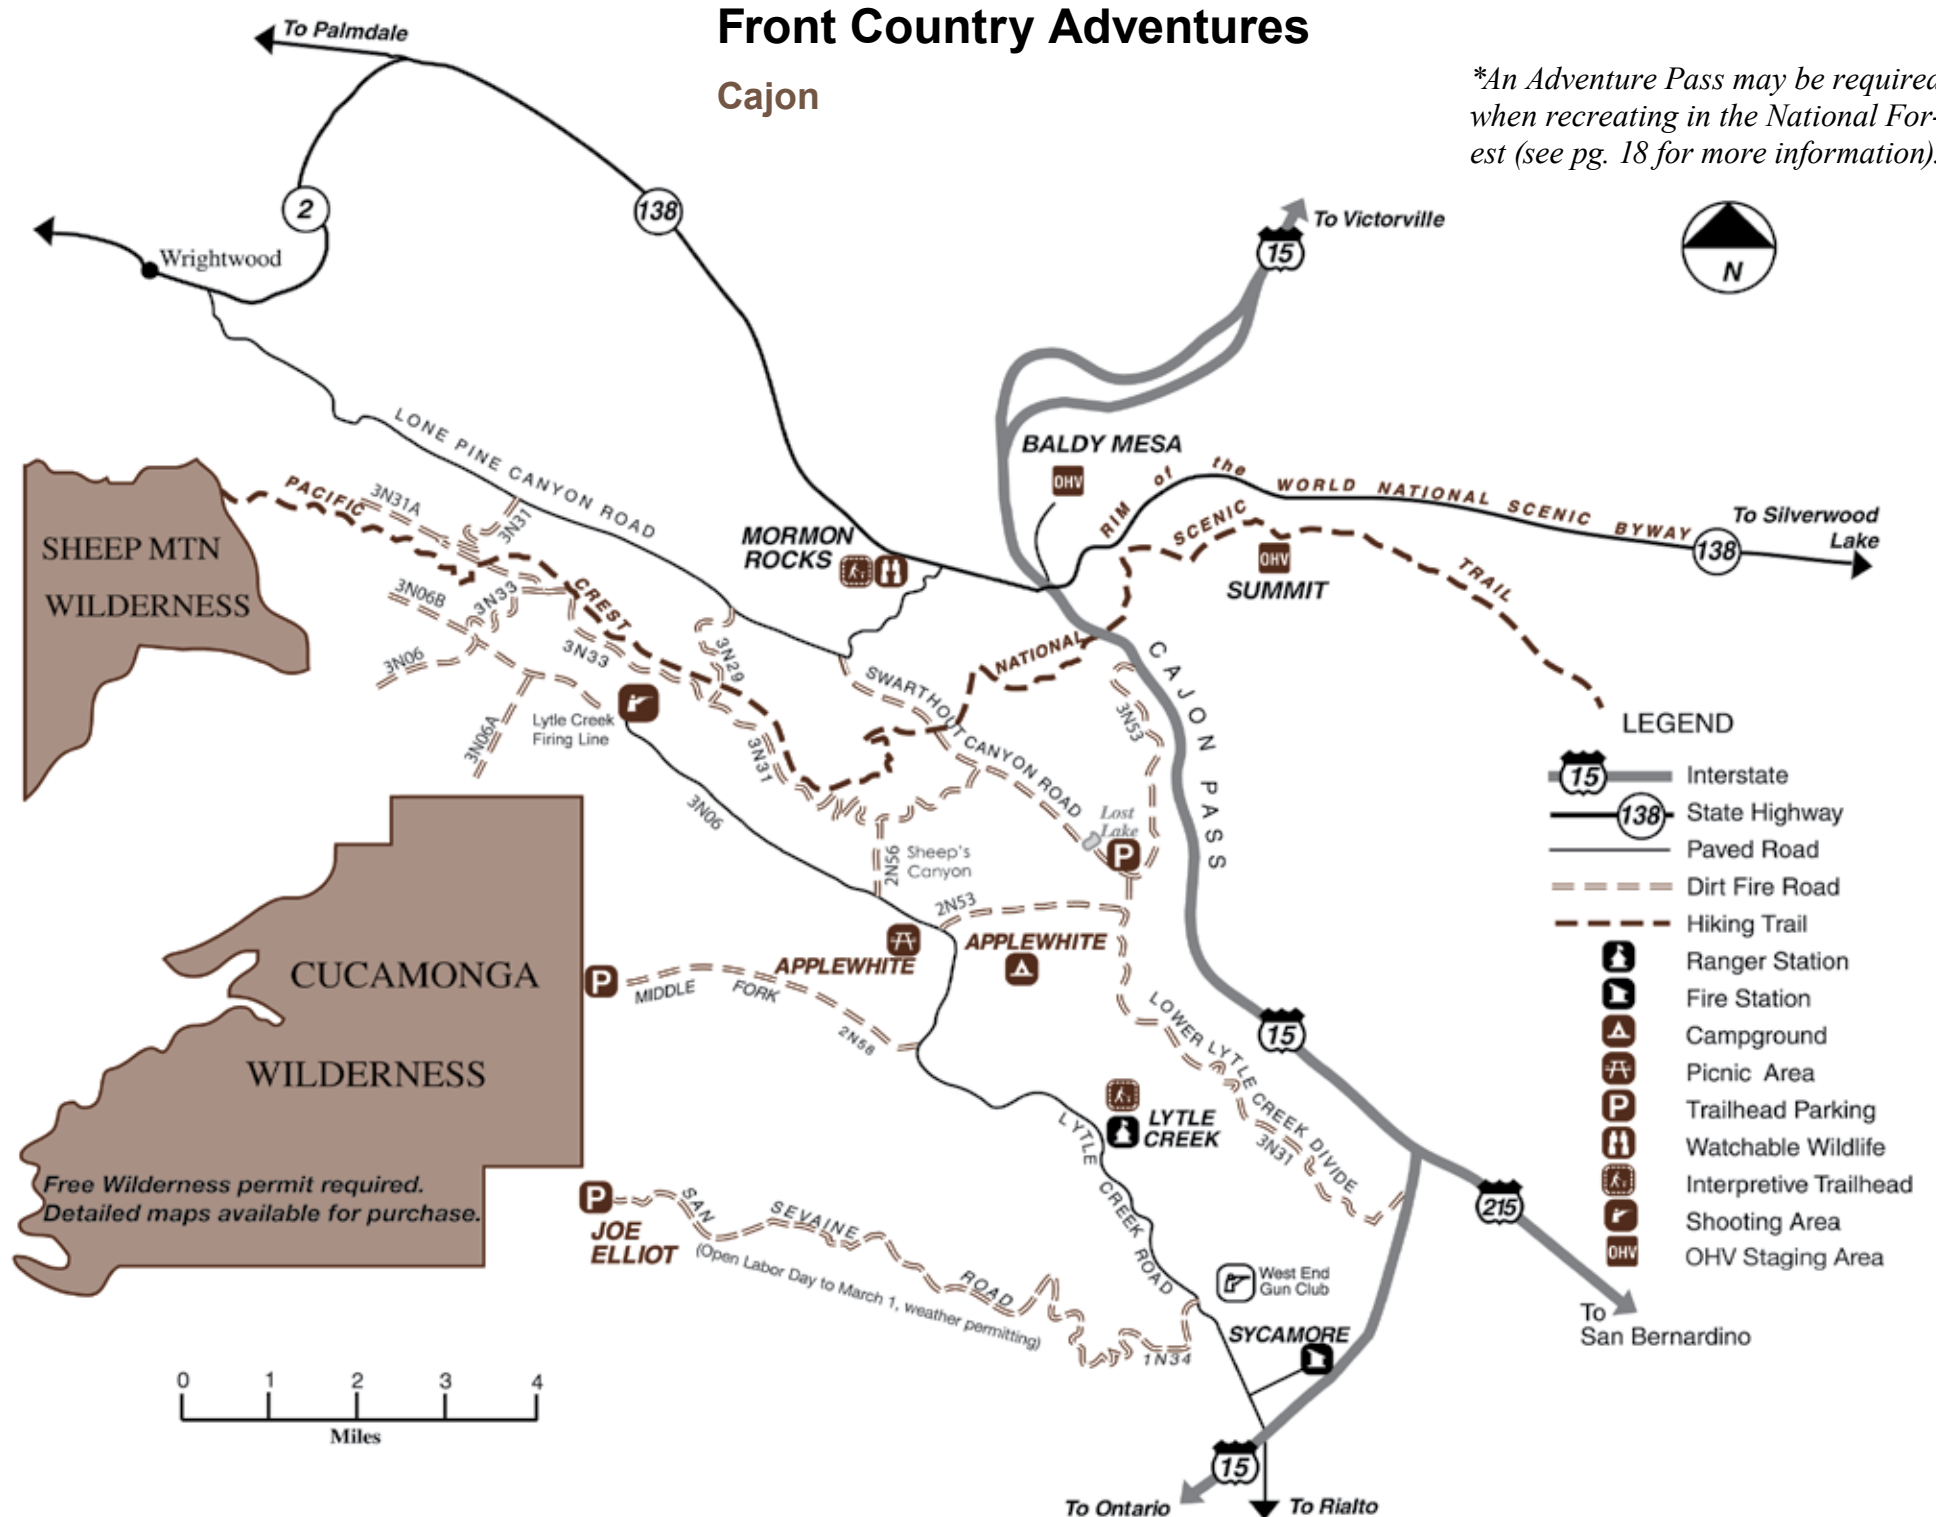 Front Country Adventures
Cajon
*An Adventure Pass may be required
when recreating in the National For-
est (see pg. 18 for more information).
To Palmdale
2
138
Wrightwood
15
To Victorville
N
LONE PINE CANYON ROAD
BALDY MESA
OHV
RIM of the WORLD NATIONAL SCENIC BYWAY
138
To Silverwood
Lake
PACIFIC CREST NATIONAL SCENIC TRAIL
3N31A
3N31
MORMON
ROCKS
OHV
SUMMIT
SHEEP MTN
WILDERNESS
3N06B
3N33
3N06
3N33
3N29
3N06A
Lytle Creek
Firing Line
3N31
SWARTHOUT CANYON ROAD
3N53
CAJON PASS
3N06
Lost
Lake
P
2N56
Sheep's
Canyon
2N53
APPLEWHITE
APPLEWHITE
CUCAMONGA
WILDERNESS
P
MIDDLE FORK
2N58
LOWER LYTLE CREEK DIVIDE
3N31
15
LYTLE
CREEK
LYTLE CREEK ROAD
Free Wilderness permit required.
Detailed maps available for purchase.
P
JOE
ELLIOT
SAN SEVAINE ROAD
(Open Labor Day to March 1, weather permitting)
1N34
West End
Gun Club
SYCAMORE
215
To
San Bernardino
15
To Ontario
To Rialto
0 1 2 3 4
Miles
LEGEND
15 Interstate
138 State Highway
Paved Road
Dirt Fire Road
Hiking Trail
Ranger Station
Fire Station
Campground
Picnic Area
P Trailhead Parking
Watchable Wildlife
Interpretive Trailhead
Shooting Area
OHV OHV Staging Area